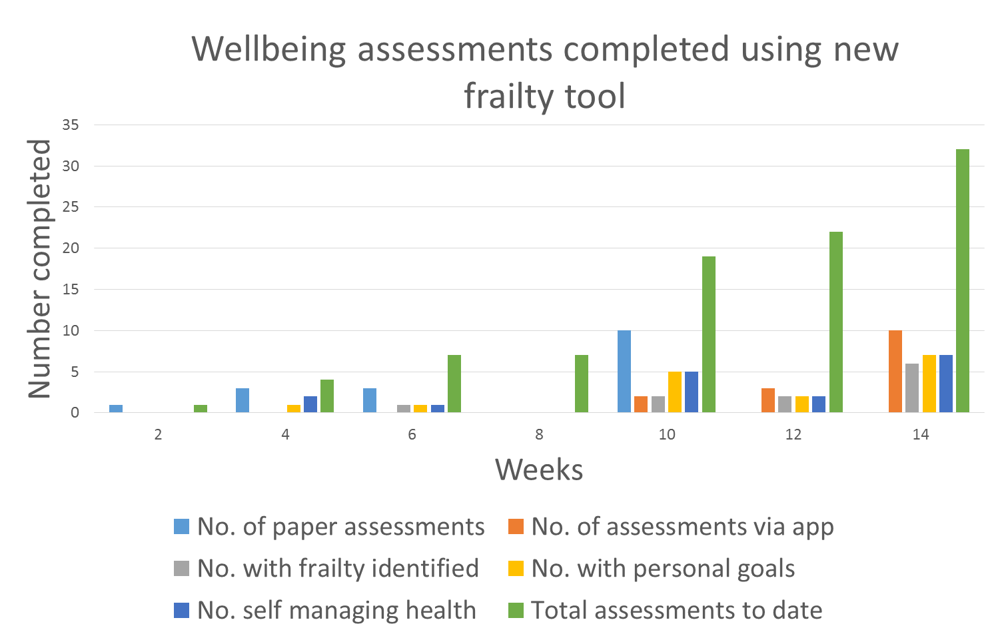 Wellbeing assessments completed using new
frailty tool
Number completed
35
30
25
20
15
10
5
0
2 4 6 8 10 12 14
Weeks
No. of paper assessments No. of assessments via app
No. with frailty identified No. with personal goals
No. self managing health Total assessments to date